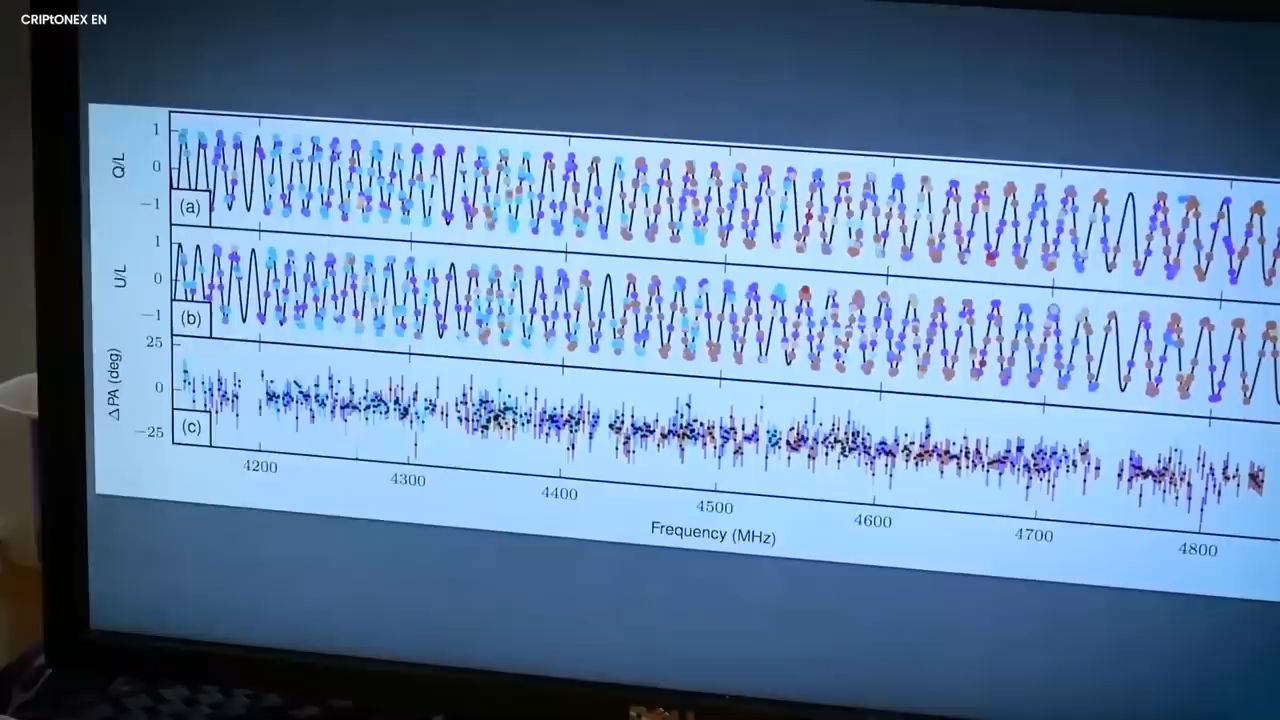 CRIPtONEX EN
Q/L
1
0
−1
(a)
U/L
1
0
−1
(b)
ΔPA (deg)
25
0
−25
(c)
4200
4300
4400
4500
4600
4700
4800
Frequency (MHz)